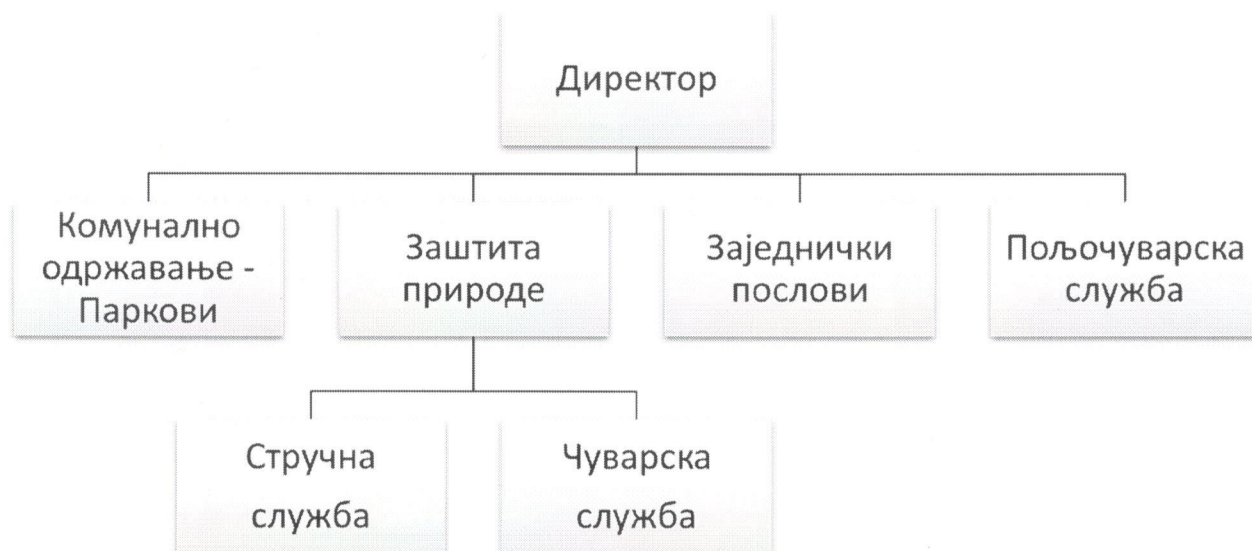 Директор
Комунално
одржавање -
Паркови
Заштита
природе
Заједнички
послови
Пољочуварска
служба
Стручна
служба
Чуварска
служба